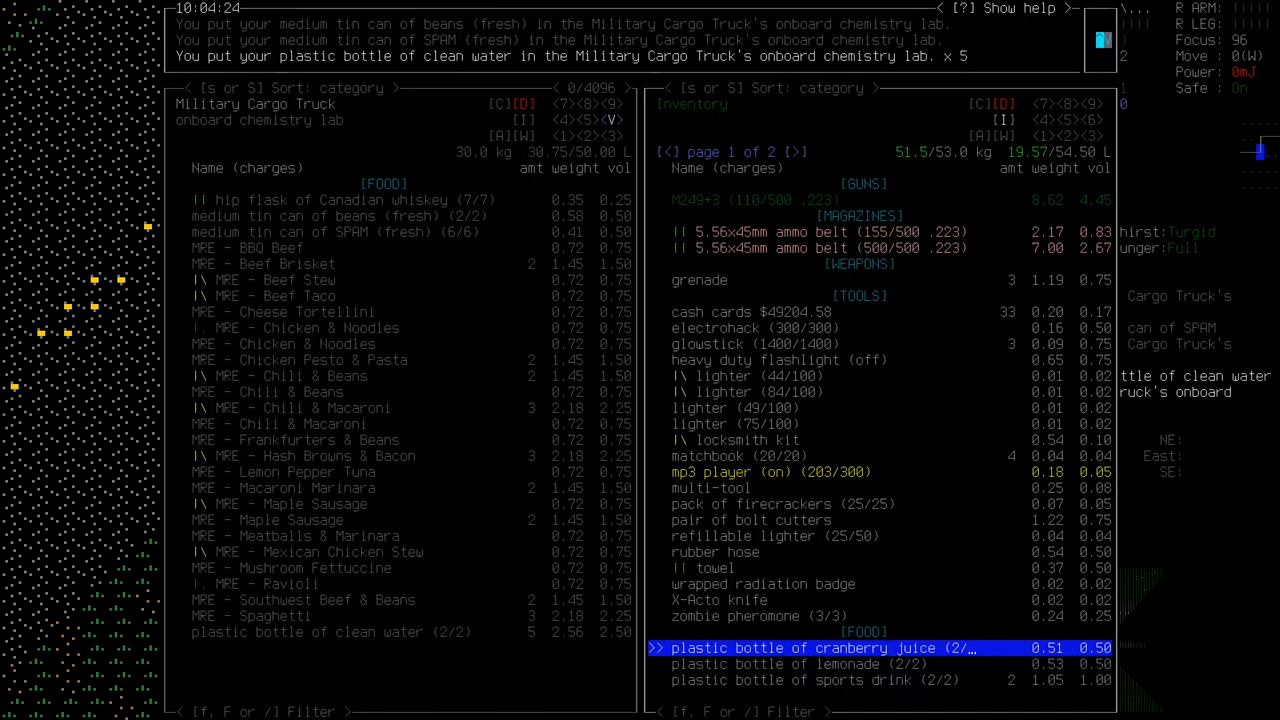 10:04:24
< [?] Show help >
You put your medium tin can of beans (fresh) in the Military Cargo Truck's onboard chemistry lab.
You put your medium tin can of SPAM (fresh) in the Military Cargo Truck's onboard chemistry lab.
You put your plastic bottle of clean water in the Military Cargo Truck's onboard chemistry lab. x 5
\...
R ARM:
R LEG:
Focus: 96
Move : 0(W)
Power: 0mJ
Safe : On
2
1
0
hirst:Turgid
unger:Full
Cargo Truck's
can of SPAM
Cargo Truck's
ttle of clean water
ruck's onboard
NE:
East:
SE:
< [s or S] Sort: category >
< 0/4096 >
Military Cargo Truck [C][D] <7><8><9>
onboard chemistry lab [I] <4><5><V>
[A][W] <1><2><3>
30.0 kg 30.75/50.00 L
Name (charges) amt weight vol
[FOOD]
|| hip flask of Canadian whiskey (7/7) 0.35 0.25
medium tin can of beans (fresh) (2/2) 0.58 0.50
medium tin can of SPAM (fresh) (6/6) 0.41 0.50
MRE - BBQ Beef 0.72 0.75
MRE - Beef Brisket 2 1.45 1.50
|\ MRE - Beef Stew 0.72 0.75
|\ MRE - Beef Taco 0.72 0.75
MRE - Cheese Tortellini 0.72 0.75
|. MRE - Chicken & Noodles 0.72 0.75
MRE - Chicken & Noodles 0.72 0.75
MRE - Chicken Pesto & Pasta 2 1.45 1.50
|\ MRE - Chili & Beans 2 1.45 1.50
MRE - Chili & Beans 0.72 0.75
|\ MRE - Chili & Macaroni 3 2.18 2.25
MRE - Chili & Macaroni 0.72 0.75
MRE - Frankfurters & Beans 0.72 0.75
|\ MRE - Hash Browns & Bacon 3 2.18 2.25
MRE - Lemon Pepper Tuna 0.72 0.75
MRE - Macaroni Marinara 2 1.45 1.50
|\ MRE - Maple Sausage 0.72 0.75
MRE - Maple Sausage 2 1.45 1.50
MRE - Meatballs & Marinara 0.72 0.75
|\ MRE - Mexican Chicken Stew 0.72 0.75
MRE - Mushroom Fettuccine 0.72 0.75
|. MRE - Ravioli 0.72 0.75
MRE - Southwest Beef & Beans 2 1.45 1.50
MRE - Spaghetti 3 2.18 2.25
plastic bottle of clean water (2/2) 5 2.56 2.50
< [f, F or /] Filter >
< [s or S] Sort: category >
Inventory [C][D] <7><8><9>
[I] <4><5><6>
[A][W] <1><2><3>
[<] page 1 of 2 [>] 51.5/53.0 kg 19.57/54.50 L
Name (charges) amt weight vol
[GUNS]
M249+3 (110/500 .223) 8.62 4.45
[MAGAZINES]
|| 5.56x45mm ammo belt (155/500 .223) 2.17 0.83
|| 5.56x45mm ammo belt (500/500 .223) 7.00 2.67
[WEAPONS]
grenade 3 1.19 0.75
[TOOLS]
cash cards $49204.58 33 0.20 0.17
electrohack (300/300) 0.16 0.50
glowstick (1400/1400) 3 0.09 0.75
heavy duty flashlight (off) 0.65 0.75
|\ lighter (44/100) 0.01 0.02
|\ lighter (84/100) 0.01 0.02
lighter (49/100) 0.01 0.02
lighter (75/100) 0.01 0.02
|\ locksmith kit 0.54 0.10
matchbook (20/20) 4 0.04 0.04
mp3 player (on) (203/300) 0.18 0.05
multi-tool 0.25 0.08
pack of firecrackers (25/25) 0.07 0.05
pair of bolt cutters 1.22 0.75
refillable lighter (25/50) 0.04 0.04
rubber hose 0.54 0.50
|| towel 0.37 0.50
wrapped radiation badge 0.02 0.02
X-Acto knife 0.02 0.02
zombie pheromone (3/3) 0.24 0.25
[FOOD]
>> plastic bottle of cranberry juice (2/… 0.51 0.50
plastic bottle of lemonade (2/2) 0.53 0.50
plastic bottle of sports drink (2/2) 2 1.05 1.00
< [f, F or /] Filter >